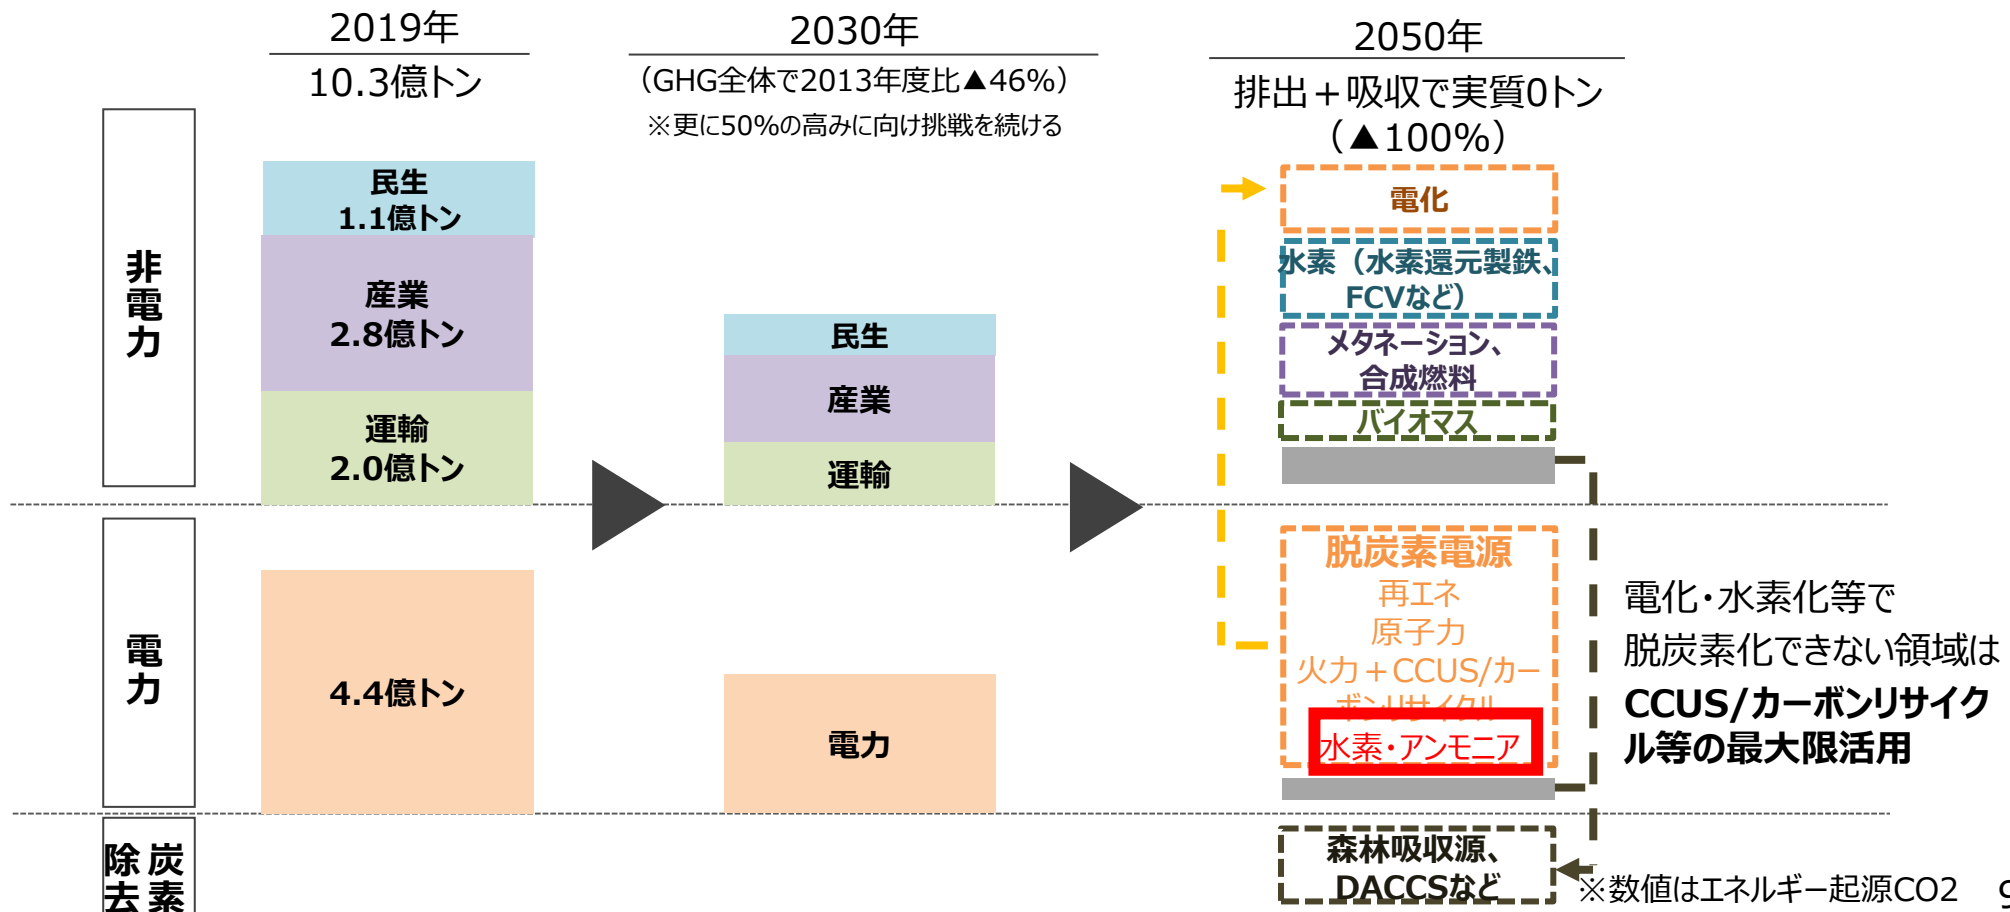 2019年
10.3億トン
2030年
（GHG全体で2013年度比▲46%）
※更に50%の高みに向け挑戦を続ける
2050年
排出＋吸収で実質0トン
（▲100%）
非電力
民生
1.1億トン
産業
2.8億トン
運輸
2.0億トン
民生
産業
運輸
電化
水素（水素還元製鉄、
FCVなど）
メタネーション、
合成燃料
バイオマス
電力
4.4億トン
電力
脱炭素電源
再エネ
原子力
火力＋CCUS/カー
ボンリサイクル
水素・アンモニア
電化・水素化等で
脱炭素化できない領域は
CCUS/カーボンリサイク
ル等の最大限活用
炭素
除去
森林吸収源、
DACCSなど
※数値はエネルギー起源CO2
9